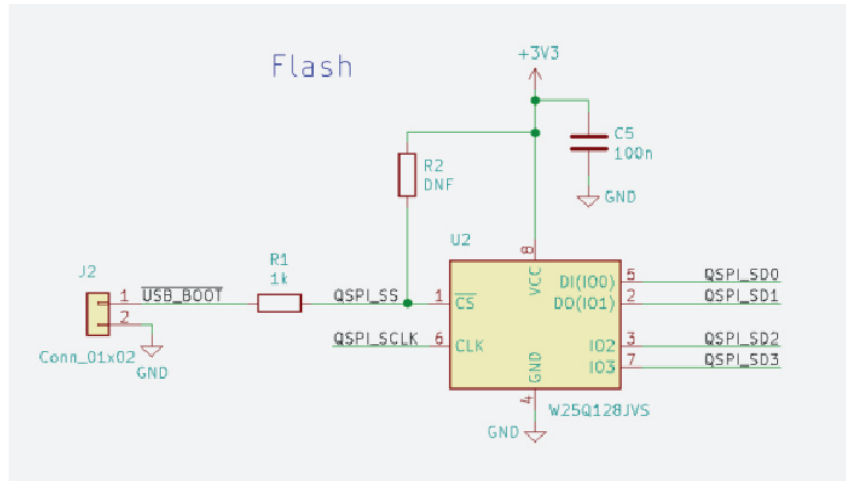 Flash
+3V3
C5
100n
GND
R2
DNF
U2
J2
R1
1k
8
VCC
1
USB_BOOT
QSPI_SS
1
CS
DI(IO0)
5
QSPI_SD0
DO(IO1)
2
QSPI_SD1
2
Conn_01x02
GND
QSPI_SCLK
6
CLK
IO2
3
QSPI_SD2
IO3
7
QSPI_SD3
GND
4
W25Q128JVS
GND